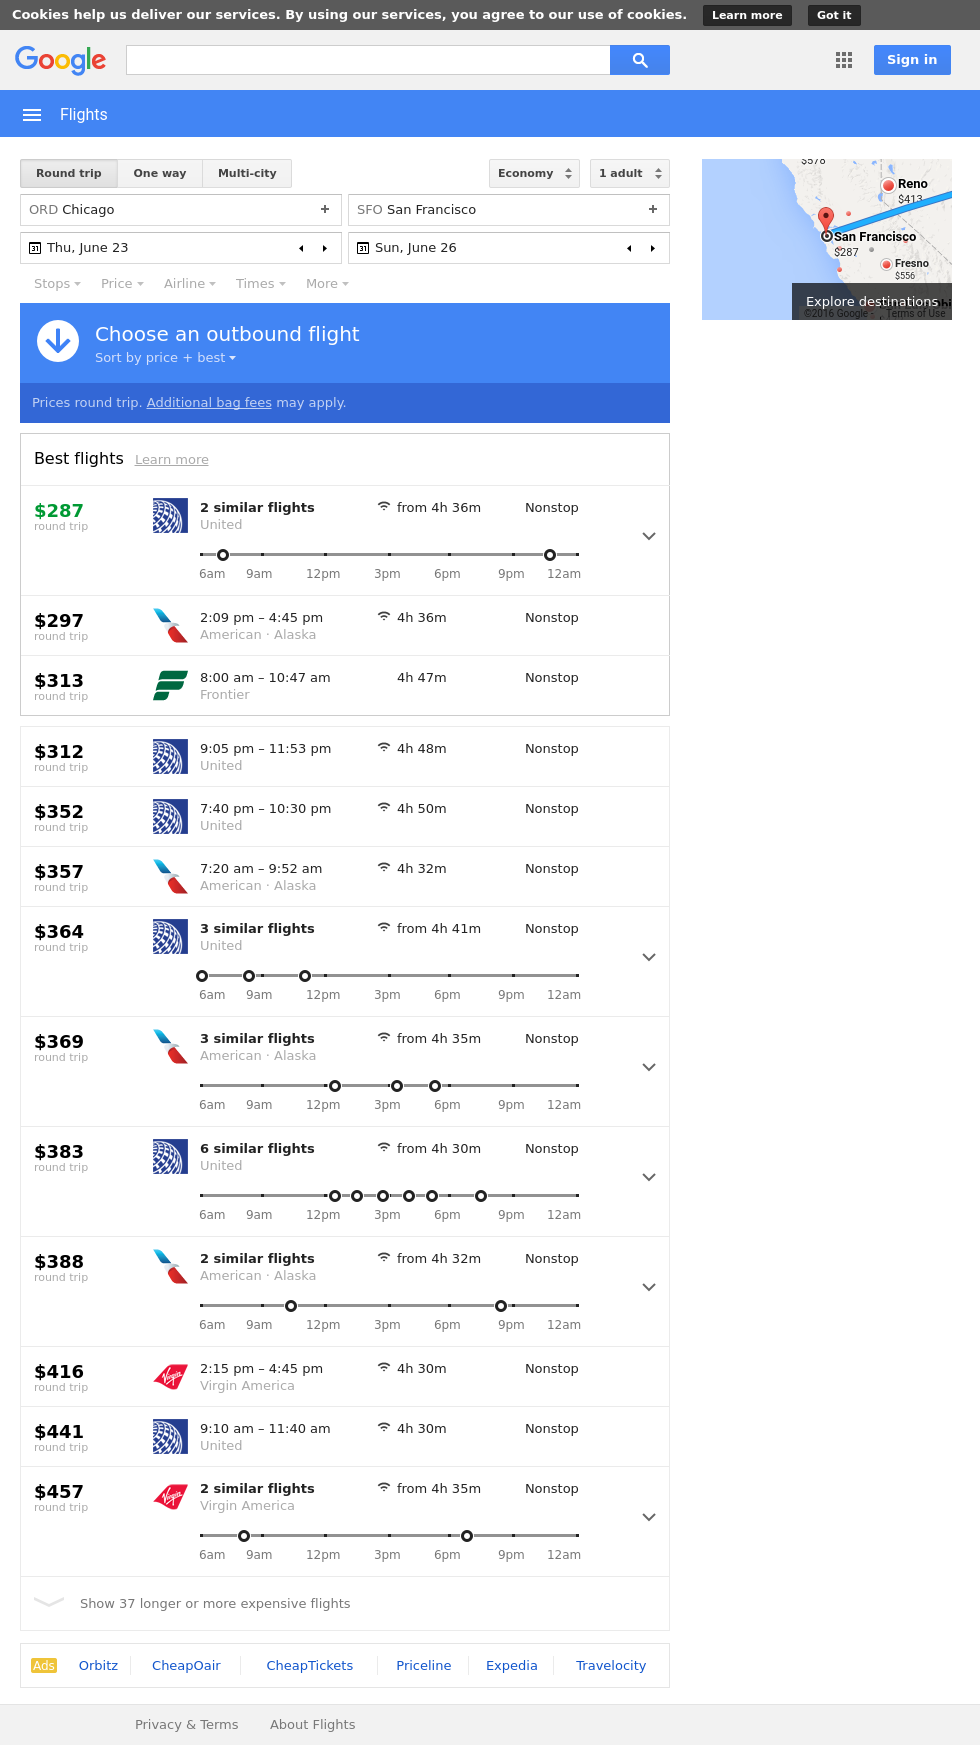 Cookies help us deliver our services. By using our services, you agree to our use of cookies. Learn more Got it
Google Sign in
Flights
Round trip One way Multi-city Economy 1 adult
ORD Chicago + SFO San Francisco +
31 Thu, June 23 31 Sun, June 26
Stops Price Airline Times More
$578
Reno
$413
San Francisco
$287
Fresno
$556
Explore destinations
©2016 Google Terms of Use
Choose an outbound flight
Sort by price + best
Prices round trip. Additional bag fees may apply.
Best flights Learn more
$287 2 similar flights from 4h 36m Nonstop
round trip United
6am 9am 12pm 3pm 6pm 9pm 12am
$297 2:09 pm – 4:45 pm 4h 36m Nonstop
round trip American · Alaska
$313 8:00 am – 10:47 am 4h 47m Nonstop
round trip Frontier
$312 9:05 pm – 11:53 pm 4h 48m Nonstop
round trip United
$352 7:40 pm – 10:30 pm 4h 50m Nonstop
round trip United
$357 7:20 am – 9:52 am 4h 32m Nonstop
round trip American · Alaska
$364 3 similar flights from 4h 41m Nonstop
round trip United
6am 9am 12pm 3pm 6pm 9pm 12am
$369 3 similar flights from 4h 35m Nonstop
round trip American · Alaska
6am 9am 12pm 3pm 6pm 9pm 12am
$383 6 similar flights from 4h 30m Nonstop
round trip United
6am 9am 12pm 3pm 6pm 9pm 12am
$388 2 similar flights from 4h 32m Nonstop
round trip American · Alaska
6am 9am 12pm 3pm 6pm 9pm 12am
$416 Virgin 2:15 pm – 4:45 pm 4h 30m Nonstop
round trip Virgin America
$441 9:10 am – 11:40 am 4h 30m Nonstop
round trip United
$457 Virgin 2 similar flights from 4h 35m Nonstop
round trip Virgin America
6am 9am 12pm 3pm 6pm 9pm 12am
Show 37 longer or more expensive flights
Ads Orbitz CheapOair CheapTickets Priceline Expedia Travelocity
Privacy & Terms About Flights